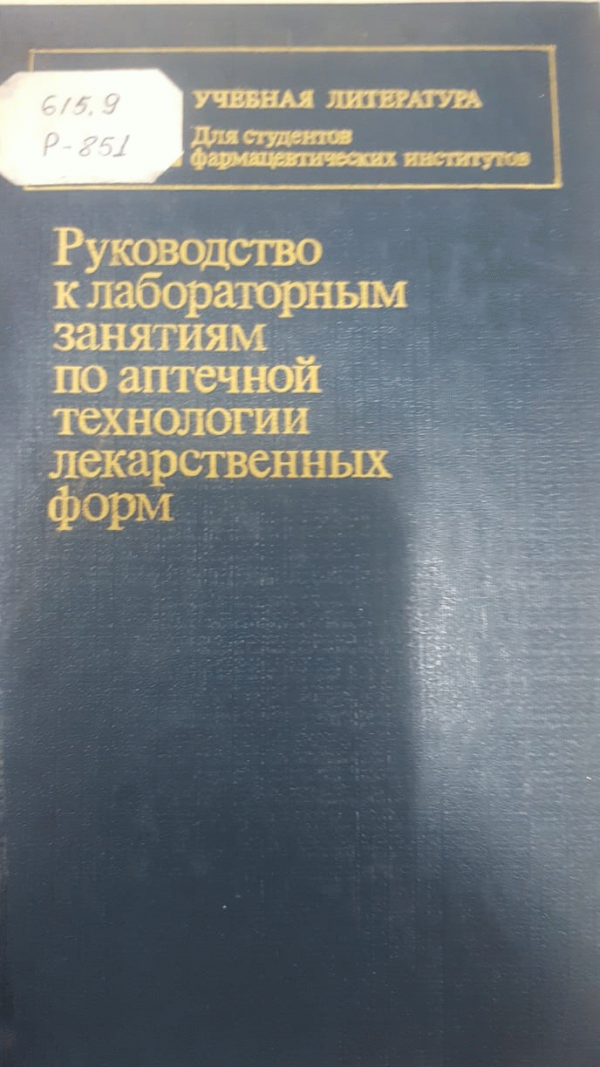 615.9
Р-851
УЧЕБНАЯ ЛИТЕРАТУРА
Для студентов
фармацевтических институтов
Руководство
к лабораторным
занятиям
по аптечной
технологии
лекарственных
форм